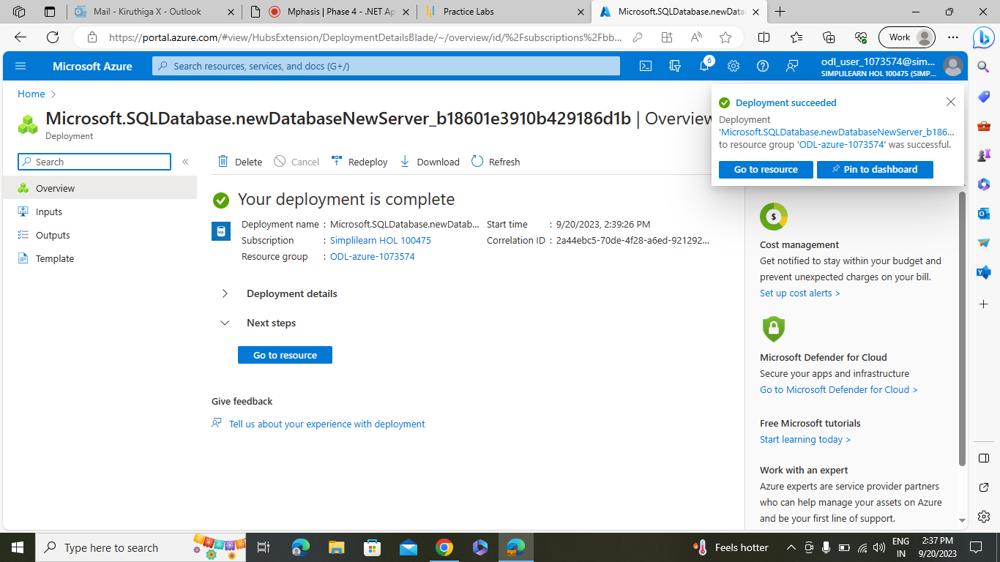 Mail - Kiruthiga X - Outlook
Mphasis | Phase 4 - .NET Ap
Practice Labs
Microsoft.SQLDatabase.newData
https://portal.azure.com/#view/HubsExtension/DeploymentDetailsBlade/~/overview/id/%2Fsubscriptions%2Fbb...
Work
Microsoft Azure
Search resources, services, and docs (G+/)
6
odl_user_1073574@sim...
SIMPLILEARN HOL 100475 (SIMP...
Home
Microsoft.SQLDatabase.newDatabaseNewServer_b18601e3910b429186d1b | Overview
Deployment
Deployment succeeded
Deployment
'Microsoft.SQLDatabase.newDatabaseNewServer_b186...
to resource group 'ODL-azure-1073574' was successful.
Go to resource
Pin to dashboard
Search
«
Delete
Cancel
Redeploy
Download
Refresh
Overview
Inputs
Outputs
Template
Your deployment is complete
SQL
Deployment name : Microsoft.SQLDatabase.newDatab...
Subscription : Simplilearn HOL 100475
Resource group : ODL-azure-1073574
Start time : 9/20/2023, 2:39:26 PM
Correlation ID : 2a44ebc5-70de-4f28-a6ed-921292...
Deployment details
Next steps
Go to resource
Give feedback
Tell us about your experience with deployment
$
Cost management
Get notified to stay within your budget and
prevent unexpected charges on your bill.
Set up cost alerts >
Microsoft Defender for Cloud
Secure your apps and infrastructure
Go to Microsoft Defender for Cloud >
Free Microsoft tutorials
Start learning today >
Work with an expert
Azure experts are service provider partners
who can help manage your assets on Azure
and be your first line of support.
Type here to search
Feels hotter
ENG
IN
2:37 PM
9/20/2023